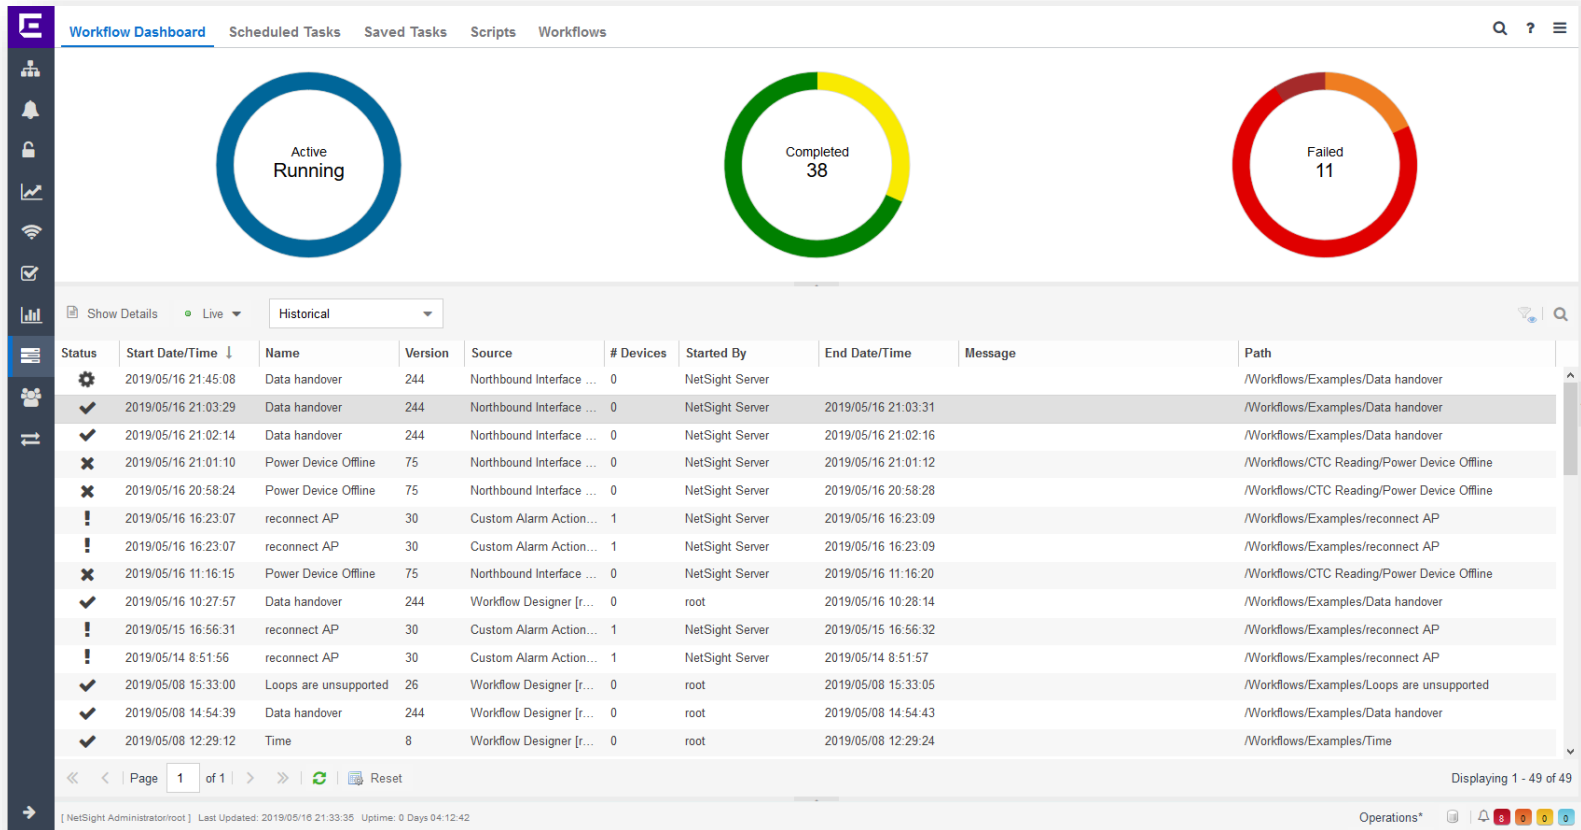 Workflow Dashboard Scheduled Tasks Saved Tasks Scripts Workflows ?
Active
Running
Completed
38
Failed
11
Show Details Live Historical
Status Start Date/Time Name Version Source # Devices Started By End Date/Time Message Path
2019/05/16 21:45:08 Data handover 244 Northbound Interface ... 0 NetSight Server /Workflows/Examples/Data handover
2019/05/16 21:03:29 Data handover 244 Northbound Interface ... 0 NetSight Server 2019/05/16 21:03:31 /Workflows/Examples/Data handover
2019/05/16 21:02:14 Data handover 244 Northbound Interface ... 0 NetSight Server 2019/05/16 21:02:16 /Workflows/Examples/Data handover
2019/05/16 21:01:10 Power Device Offline 75 Northbound Interface ... 0 NetSight Server 2019/05/16 21:01:12 /Workflows/CTC Reading/Power Device Offline
2019/05/16 20:58:24 Power Device Offline 75 Northbound Interface ... 0 NetSight Server 2019/05/16 20:58:28 /Workflows/CTC Reading/Power Device Offline
! 2019/05/16 16:23:07 reconnect AP 30 Custom Alarm Action... 1 NetSight Server 2019/05/16 16:23:09 /Workflows/Examples/reconnect AP
! 2019/05/16 16:23:07 reconnect AP 30 Custom Alarm Action... 1 NetSight Server 2019/05/16 16:23:09 /Workflows/Examples/reconnect AP
2019/05/16 11:16:15 Power Device Offline 75 Northbound Interface ... 0 NetSight Server 2019/05/16 11:16:20 /Workflows/CTC Reading/Power Device Offline
2019/05/16 10:27:57 Data handover 244 Workflow Designer [r... 0 root 2019/05/16 10:28:14 /Workflows/Examples/Data handover
! 2019/05/15 16:56:31 reconnect AP 30 Custom Alarm Action... 1 NetSight Server 2019/05/15 16:56:32 /Workflows/Examples/reconnect AP
! 2019/05/14 8:51:56 reconnect AP 30 Custom Alarm Action... 1 NetSight Server 2019/05/14 8:51:57 /Workflows/Examples/reconnect AP
2019/05/08 15:33:00 Loops are unsupported 26 Workflow Designer [r... 0 root 2019/05/08 15:33:05 /Workflows/Examples/Loops are unsupported
2019/05/08 14:54:39 Data handover 244 Workflow Designer [r... 0 root 2019/05/08 14:54:43 /Workflows/Examples/Data handover
2019/05/08 12:29:12 Time 8 Workflow Designer [r... 0 root 2019/05/08 12:29:24 /Workflows/Examples/Time
Page 1 of 1 Reset Displaying 1 - 49 of 49
[ NetSight Administrator/root ] Last Updated: 2019/05/16 21:33:35 Uptime: 0 Days 04:12:42 Operations* 8 0 0 0